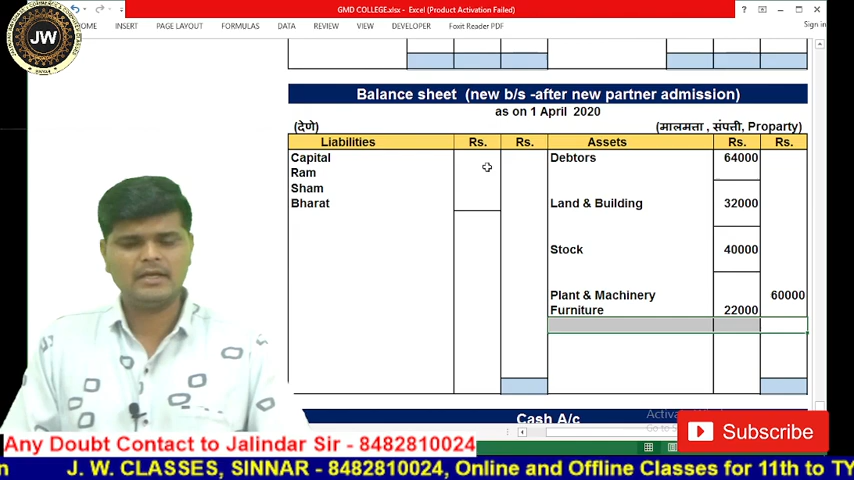 GMD COLLEGE.xlsx - Excel (Product Activation Failed)
Sign in
OME INSERT PAGE LAYOUT FORMULAS DATA REVIEW VIEW DEVELOPER Foxit Reader PDF
JW
Balance sheet (new b/s -after new partner admission)
as on 1 April 2020
(देणे) (मालमत्ता , संपत्ती, Proparty)
Liabilities Rs. Rs. Assets Rs. Rs.
Capital Debtors 64000
Ram
Sham
Bharat Land & Building 32000
Stock 40000
Plant & Machinery 60000
Furniture 22000
Cash A/c
Subscribe
Any Doubt Contact to Jalindar Sir - 8482810024
n J. W. CLASSES, SINNAR - 8482810024, Online and Offline Classes for 11th to TY